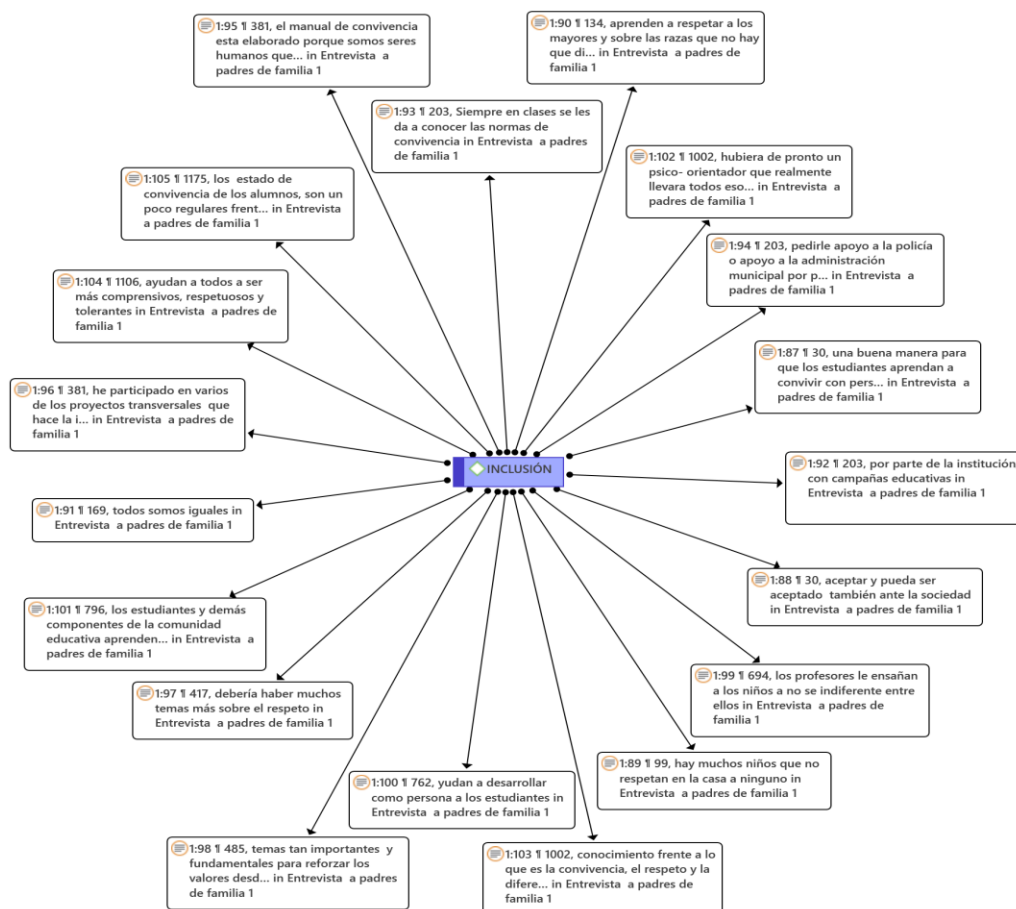 1:95 ¶ 381, el manual de convivencia
esta elaborado porque somos seres
humanos que... in Entrevista  a
padres de familia 1
1:90 ¶ 134, aprenden a respetar a los
mayores y sobre las razas que no hay
que di... in Entrevista  a padres de
familia 1
1:93 ¶ 203, Siempre en clases se les
da a conocer las normas de
convivencia in Entrevista  a padres de
familia 1
1:102 ¶ 1002, hubiera de pronto un
psico- orientador que realmente
llevara todos eso... in Entrevista  a
padres de familia 1
1:105 ¶ 1175, los  estado de
convivencia de los alumnos, son un
poco regulares frent... in Entrevista
a padres de familia 1
1:94 ¶ 203, pedirle apoyo a la policía
o apoyo a la administración
municipal por p... in Entrevista  a
padres de familia 1
1:104 ¶ 1106, ayudan a todos a ser
más comprensivos, respetuosos y
tolerantes in Entrevista  a padres de
familia 1
1:87 ¶ 30, una buena manera para
que los estudiantes aprendan a
convivir con pers... in Entrevista  a
padres de familia 1
1:96 ¶ 381, he participado en varios
de los proyectos transversales  que
hace la i... in Entrevista  a padres de
familia 1
INCLUSIÓN
1:92 ¶ 203, por parte de la institución
con campañas educativas in
Entrevista  a padres de familia 1
1:91 ¶ 169, todos somos iguales in
Entrevista  a padres de familia 1
1:88 ¶ 30, aceptar y pueda ser
aceptado  también ante la sociedad
in Entrevista  a padres de familia 1
1:101 ¶ 796, los estudiantes y demás
componentes de la comunidad
educativa aprenden... in Entrevista  a
padres de familia 1
1:99 ¶ 694, los profesores le ensañan
a los niños a no se indiferente entre
ellos in Entrevista  a padres de
familia 1
1:97 ¶ 417, debería haber muchos
temas más sobre el respeto in
Entrevista  a padres de familia 1
1:89 ¶ 99, hay muchos niños que no
respetan en la casa a ninguno in
Entrevista  a padres de familia 1
1:100 ¶ 762, yudan a desarrollar
como persona a los estudiantes in
Entrevista  a padres de familia 1
1:98 ¶ 485, temas tan importantes  y
fundamentales para reforzar los
valores desd... in Entrevista  a padres
de familia 1
1:103 ¶ 1002, conocimiento frente a lo
que es la convivencia, el respeto y la
difere... in Entrevista  a padres de
familia 1